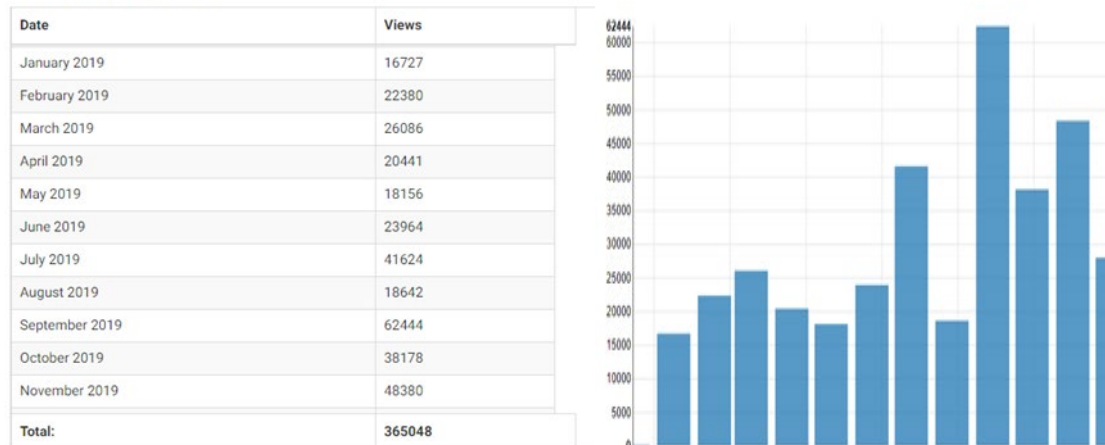 Date Views
January 2019 16727
February 2019 22380
March 2019 26086
April 2019 20441
May 2019 18156
June 2019 23964
July 2019 41624
August 2019 18642
September 2019 62444
October 2019 38178
November 2019 48380
Total: 365048
62444
60000
55000
50000
45000
40000
35000
30000
25000
20000
15000
10000
5000
0